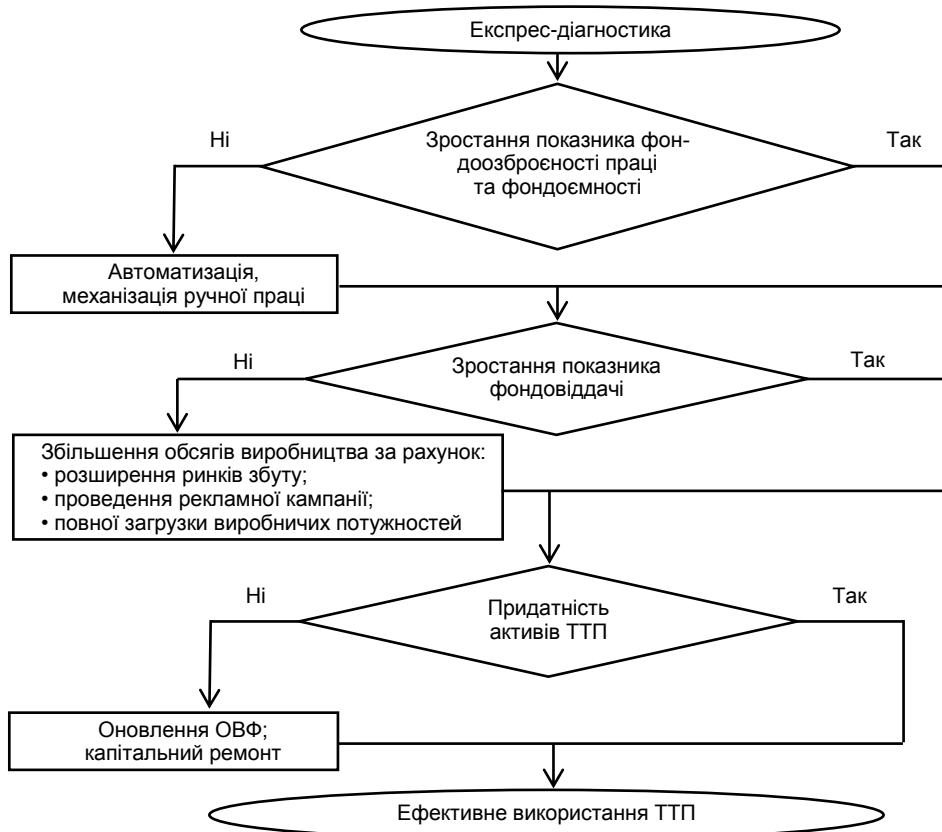 Експрес-діагностика
Ні
Зростання показника фон-
доозброєності праці
та фондоємності
Так
Автоматизація,
механізація ручної праці
Ні
Зростання показника
фондовіддачі
Так
Збільшення обсягів виробництва за рахунок:
• розширення ринків збуту;
• проведення рекламної кампанії;
• повної загрузки виробничих потужностей
Ні
Придатність
активів ТТП
Так
Оновлення ОВФ;
капітальний ремонт
Ефективне використання ТТП